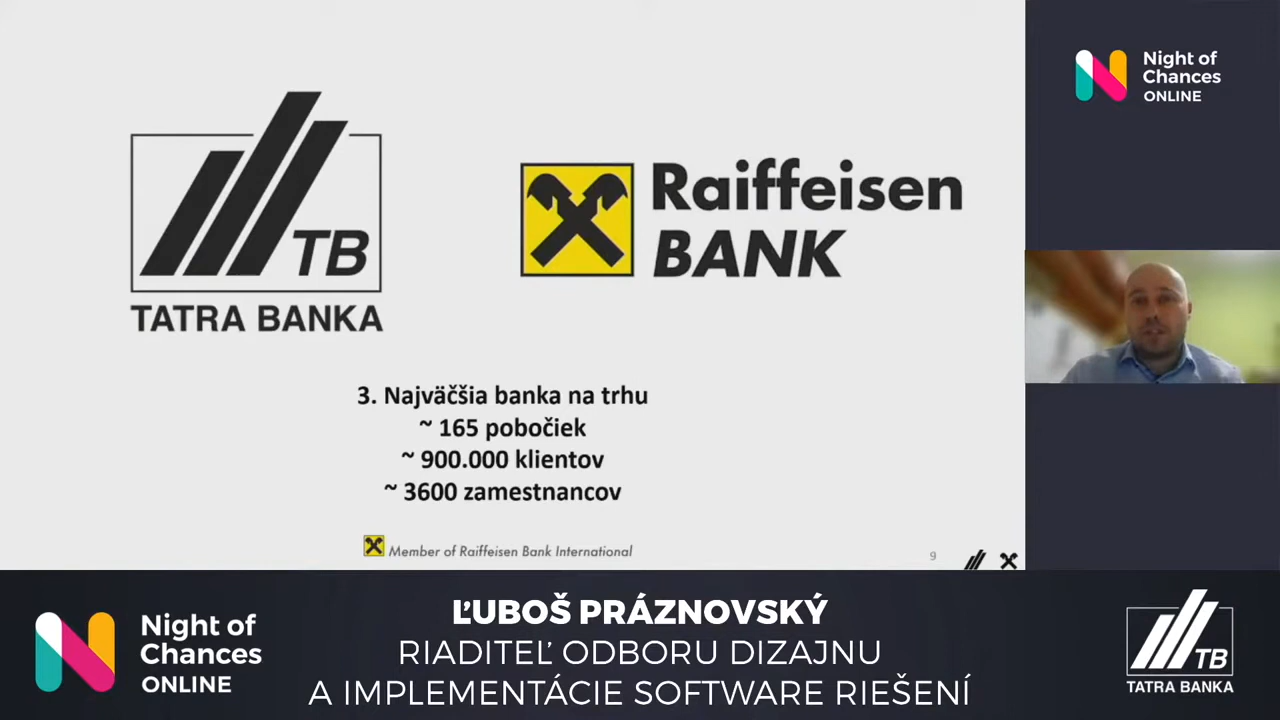 TB
TATRA BANKA
Raiffeisen
BANK
3. Najväčšia banka na trhu
~ 165 pobočiek
~ 900.000 klientov
~ 3600 zamestnancov
Member of Raiffeisen Bank International
9
Night of
Chances
ONLINE
Night of
Chances
ONLINE
ĽUBOŠ PRÁZNOVSKÝ
RIADITEĽ ODBORU DIZAJNU
A IMPLEMENTÁCIE SOFTWARE RIEŠENÍ
TB
TATRA BANKA